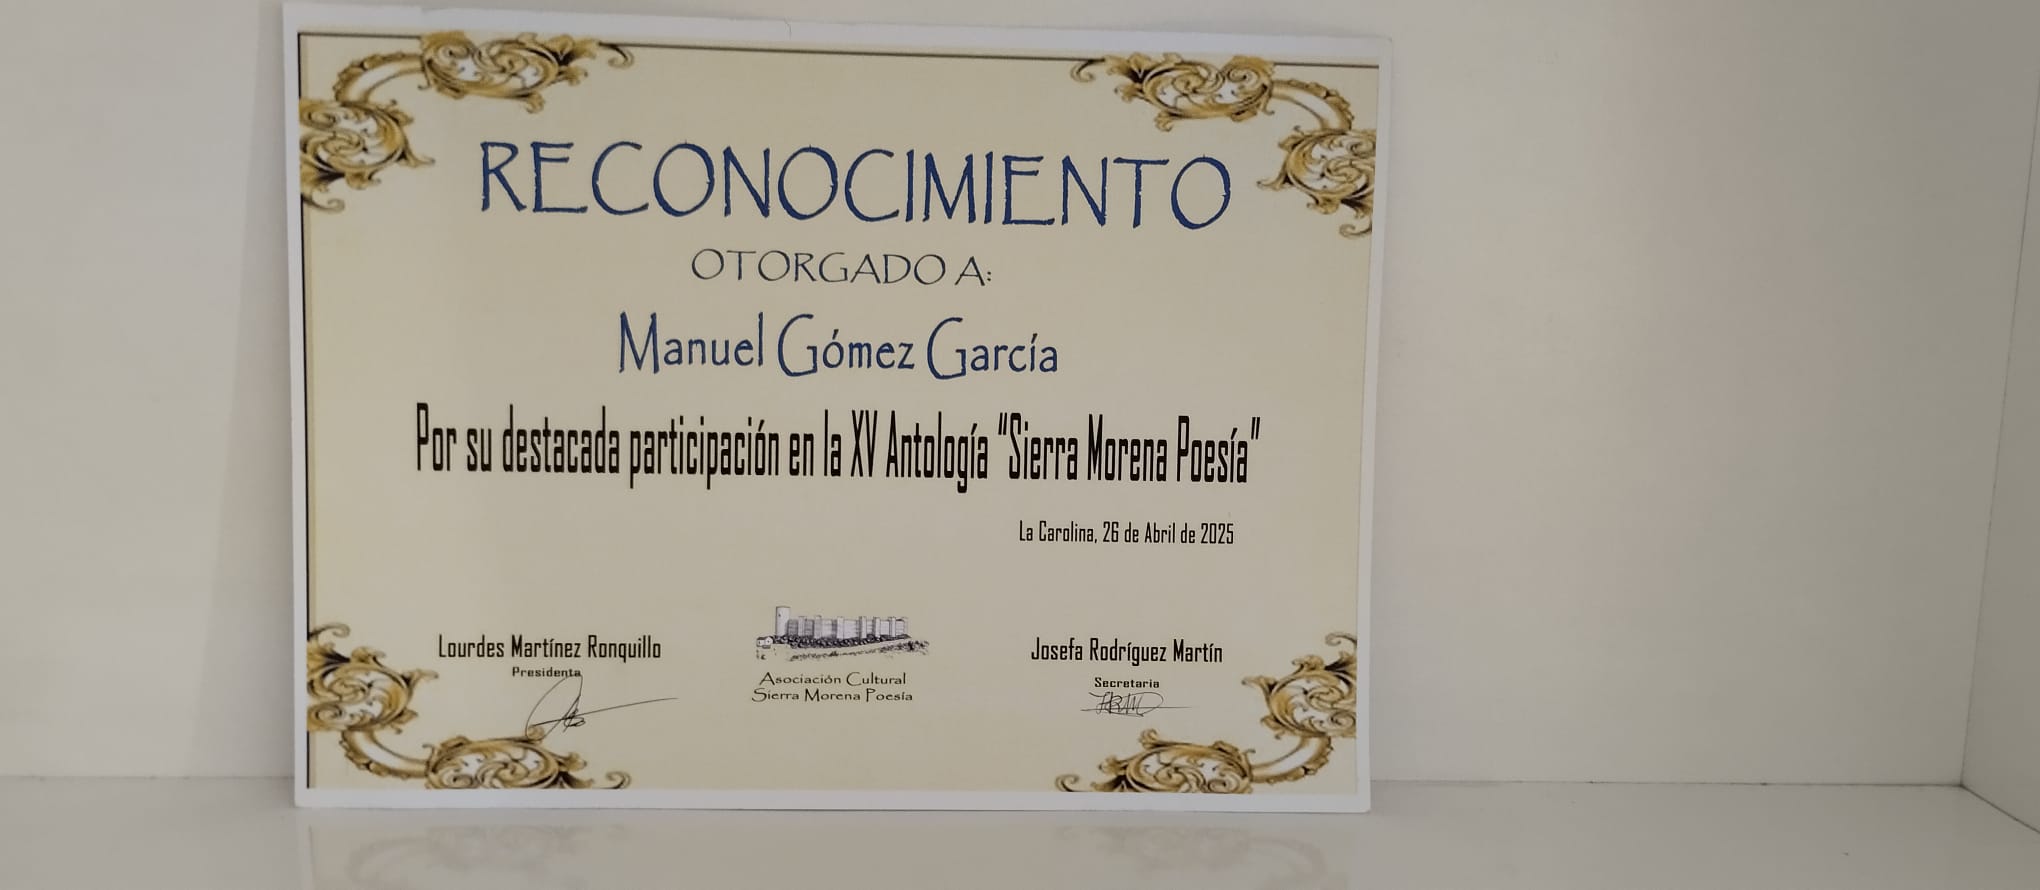 RECONOCIMIENTO
OTORGADO A:
Manuel Gómez García
Por su destacada participación en la XV Antología "Sierra Morena Poesía"
La Carolina, 26 de Abril de 2025
Lourdes Martínez Ronquillo
Presidenta
Asociación Cultural
Sierra Morena Poesía
Josefa Rodríguez Martín
Secretaria